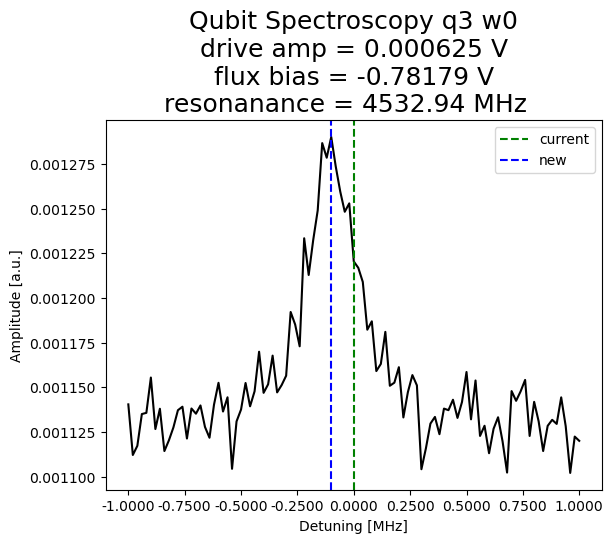 Qubit Spectroscopy q3 w0
drive amp = 0.000625 V
flux bias = -0.78179 V
resonanance = 4532.94 MHz
current
new
0.001275
0.001250
0.001225
0.001200
0.001175
0.001150
0.001125
0.001100
Amplitude [a.u.]
-1.0000 -0.7500 -0.5000 -0.2500 0.0000 0.2500 0.5000 0.7500 1.0000
Detuning [MHz]